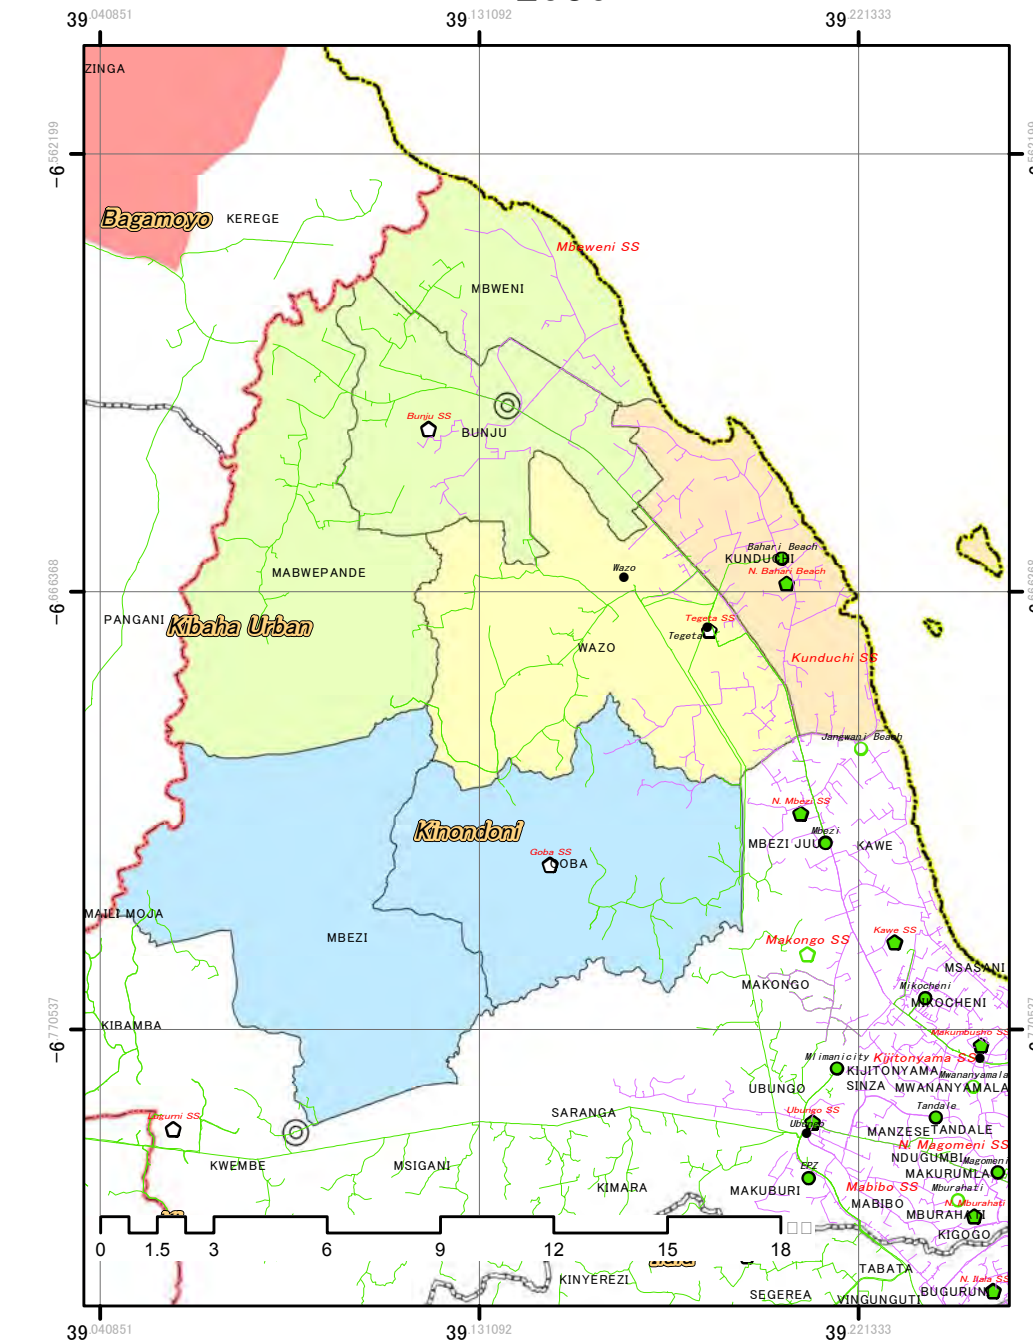 39.040851
39.131092
39.221333
ZINGA
-6.562199
Bagamoyo
KEREGE
Mbeweni SS
MBWENI
Bunju SS
BUNJU
Bahari Beach
KUNDUCHI
N. Bahari Beach
MABWEPANDE
Wazo
-6.666368
PANGANI
Kibaha Urban
Tegeta SS
Tegeta
WAZO
Kunduchi SS
Jangwani Beach
N. Mbezi SS
Kinondoni
Mbezi
MBEZI JUU
KAWE
Goba SS
GOBA
MAILI MOJA
MBEZI
Makongo SS
Kawe SS
MSASANI
MAKONGO
Mikocheni
MIKOCHENI
KIBAMBA
-6.770537
Makumbusho SS
Mlimanicity
Kijitonyama SS
KIJITONYAMA
Mwananyamala
UBUNGO
SINZA
MWANANYAMALA
SARANGA
Ubungo SS
Tandale
Lugumi SS
Ubungo
MANZESE
TANDALE
N. Magomeni SS
KWEMBE
MSIGANI
EPZ
NDUGUMBI
Magomeni
MAKURUMLA
KIMARA
MAKUBURI
Mabibo SS
Mburahati
MABIBO
N. Mburahati
MBURAHATI
KIGOGO
0 1.5 3 6 9 12 15 18
TABATA
KINYEREZI
N. Ilala SS
SEGEREA
BUGURUNI
VINGUNGUTI
39.040851
39.131092
39.221333